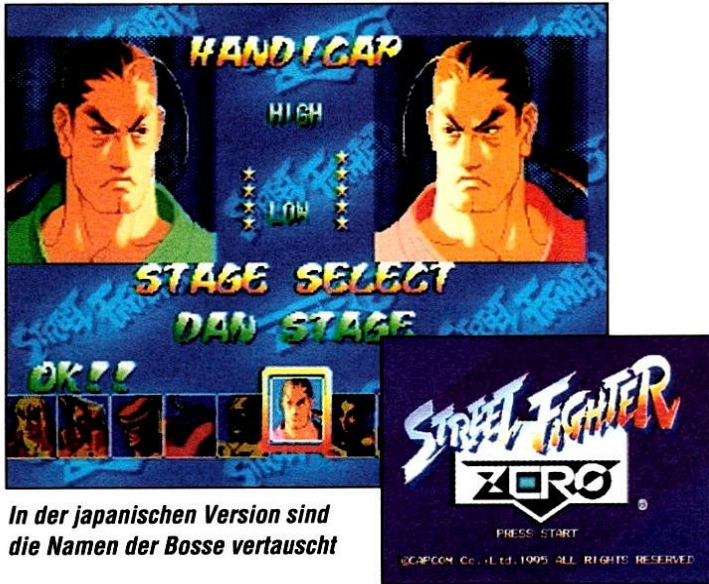 HANDICAP
HIGH
LOW
STAGE SELECT
DAN STAGE
OK!!
STREET FIGHTER
ZERO
®
PRESS START
©CAPCOM Co.,Ltd.1995 ALL RIGHTS RESERVED
In der japanischen Version sind
die Namen der Bosse vertauscht